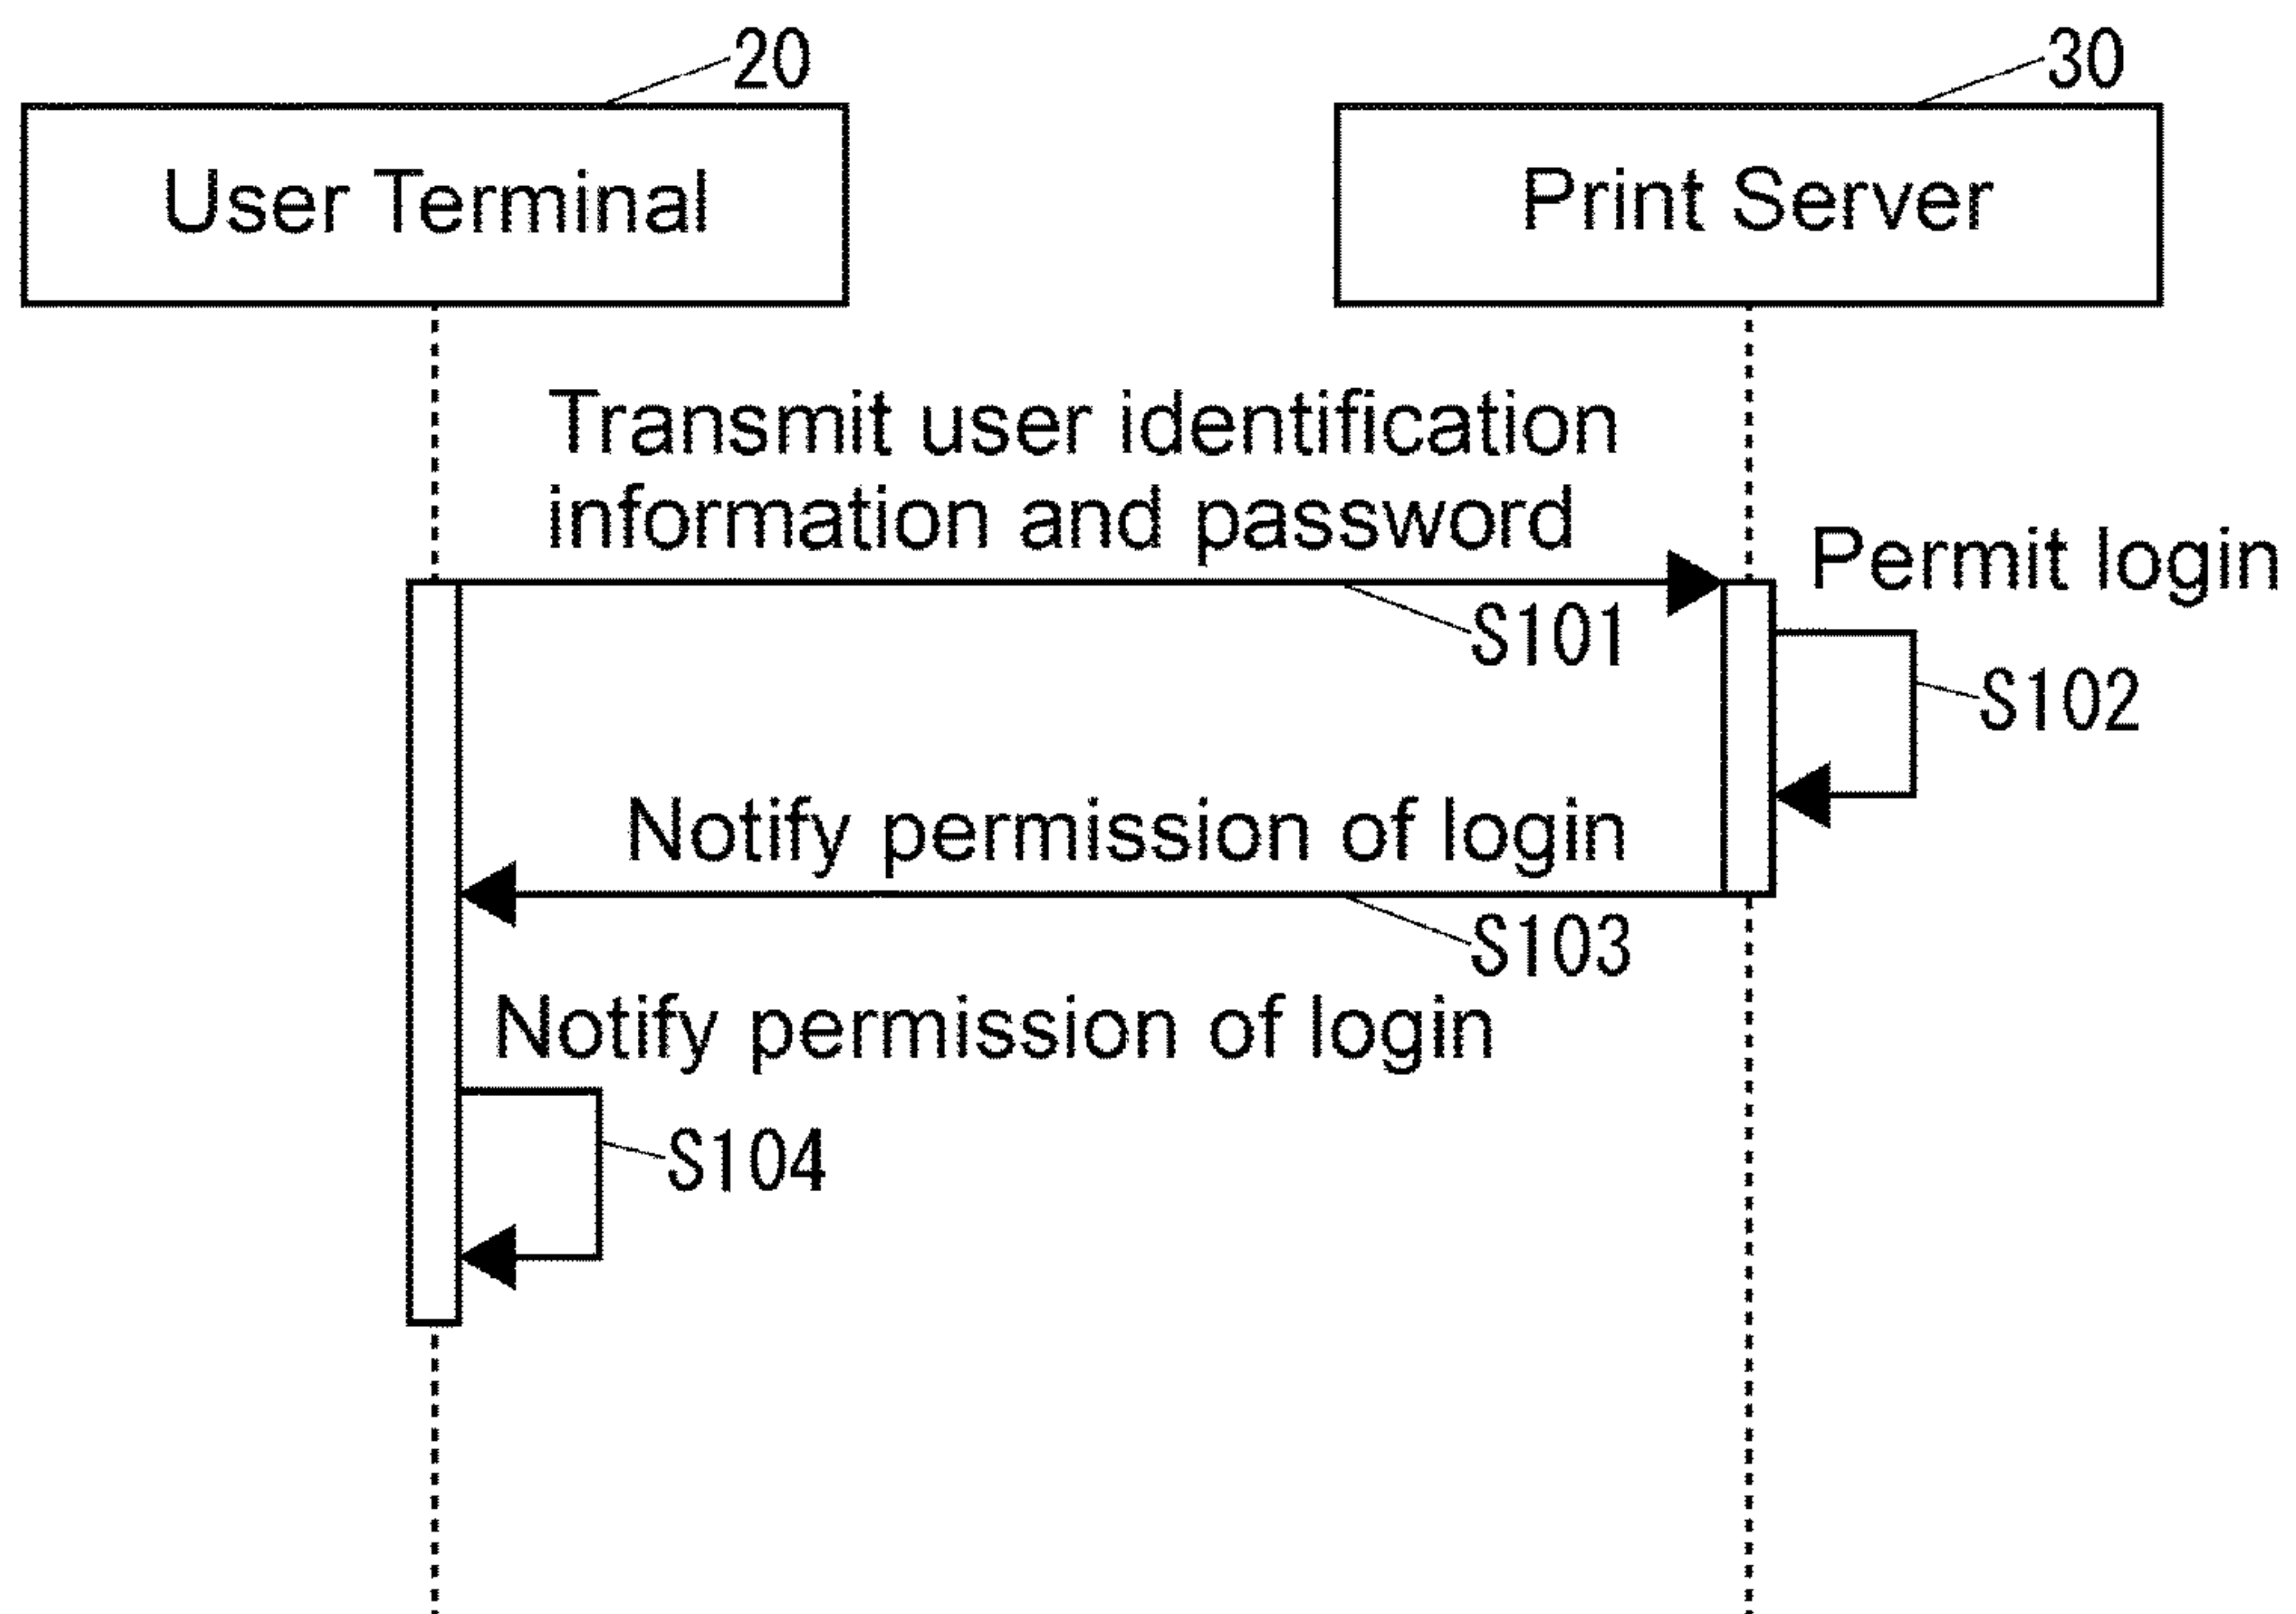 20
30
User Terminal
Print Server
Transmit user identification
information and password
Permit login
S101
S102
Notify permission of login
S103
Notify permission of login
S104